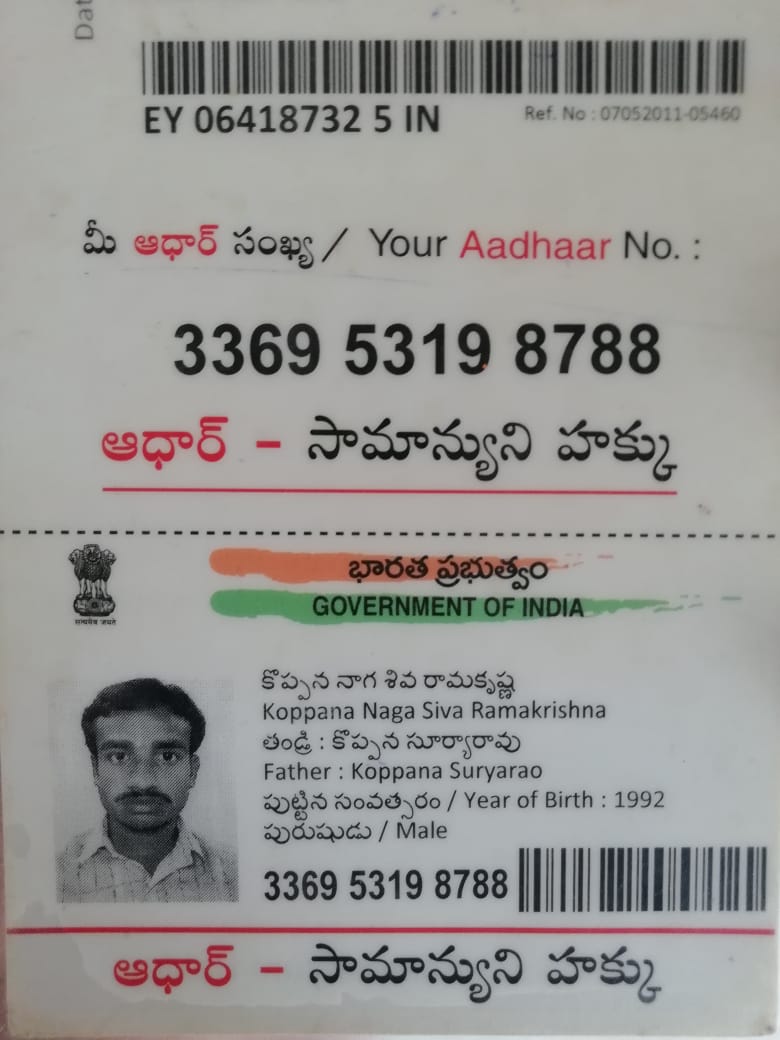 Dat
EY 06418732 5 IN
Ref. No : 07052011-05460
మీ ఆధార్ సంఖ్య / Your Aadhaar No. :
3369 5319 8788
ఆధార్ – సామాన్యుని హక్కు
భారత ప్రభుత్వం
GOVERNMENT OF INDIA
सत्यमेव जयते
కొప్పన నాగ శివ రామకృష్ణ
Koppana Naga Siva Ramakrishna
తండ్రి : కొప్పన సూర్యారావు
Father : Koppana Suryarao
పుట్టిన సంవత్సరం / Year of Birth : 1992
పురుషుడు / Male
3369 5319 8788
ఆధార్ – సామాన్యుని హక్కు